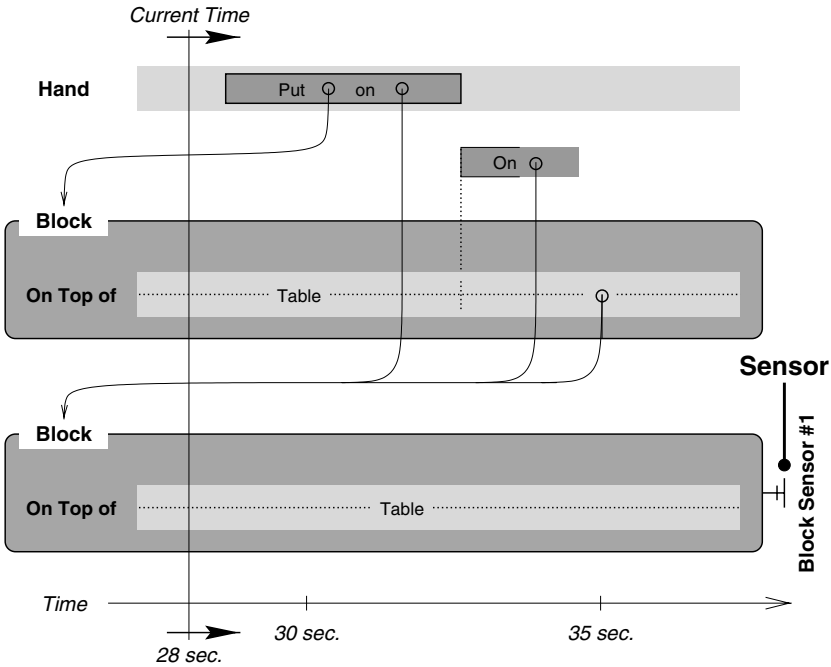 Current Time
Hand
Put on
On
Block
On Top of
Table
Sensor
Block
Block Sensor #1
On Top of
Table
Time
30 sec.
35 sec.
28 sec.